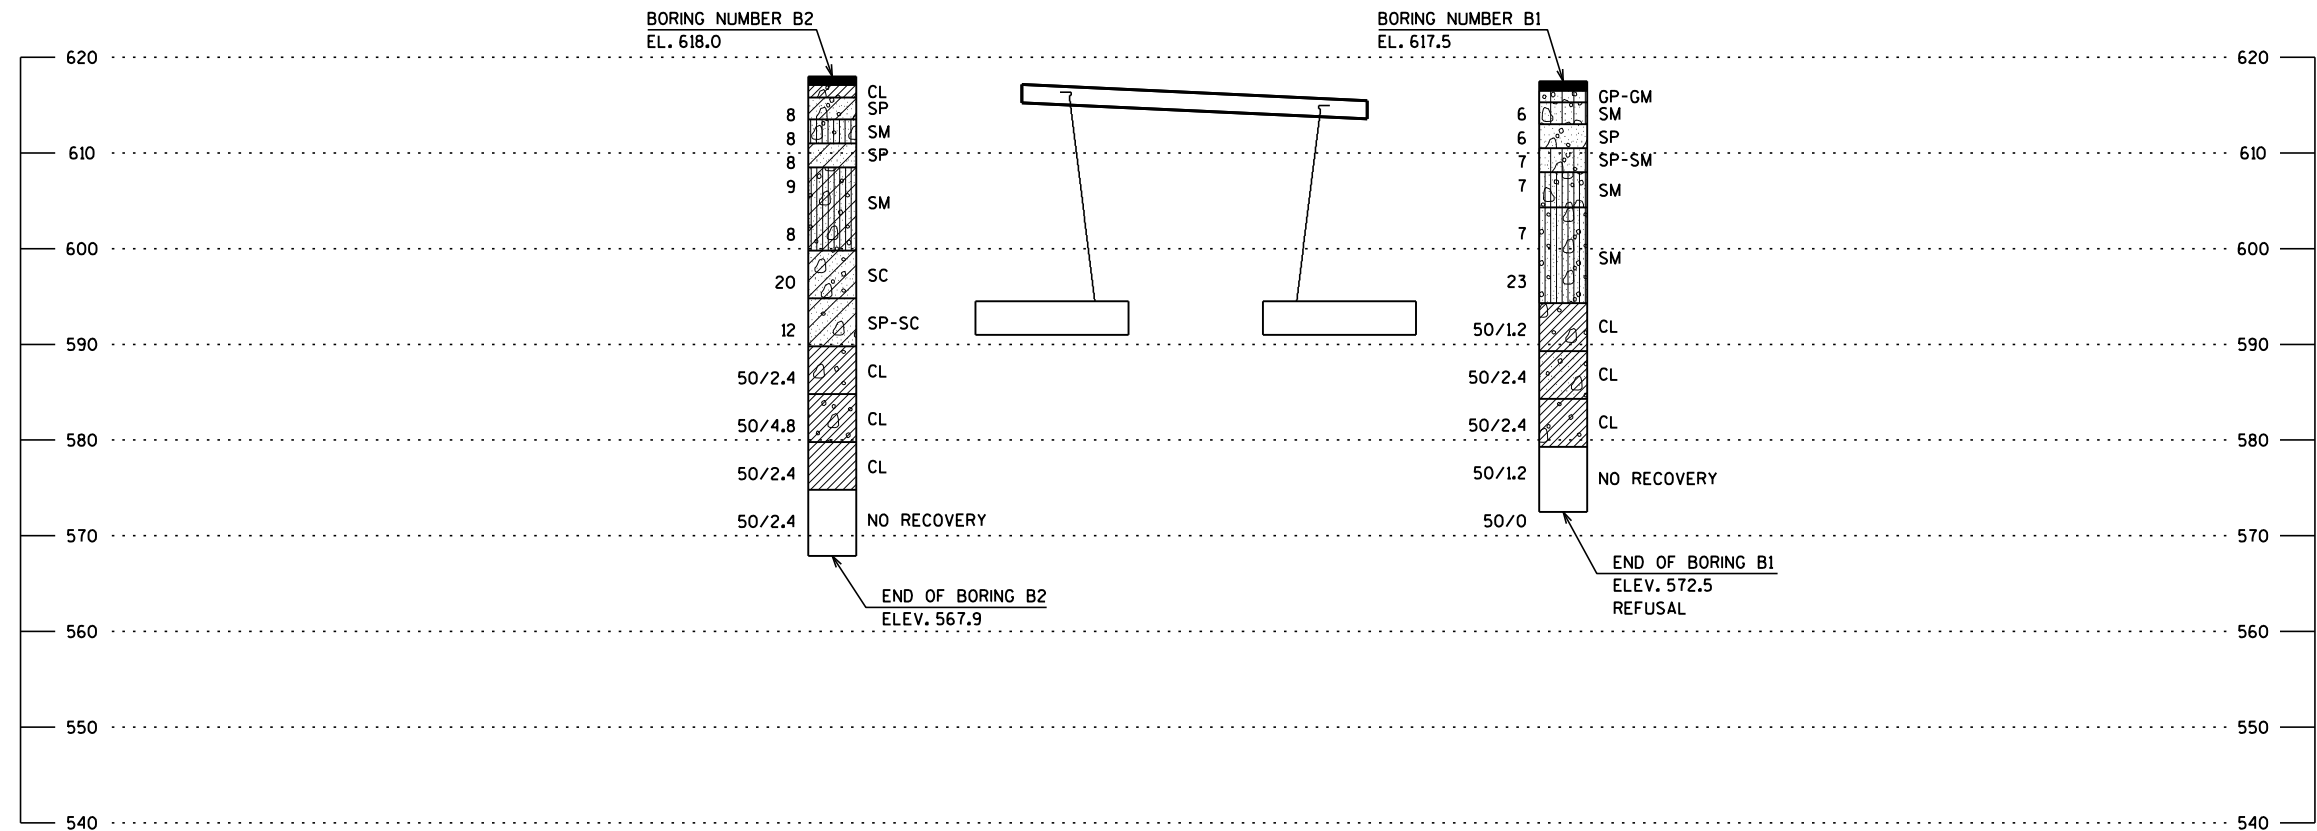 BORING NUMBER B2
EL. 618.0
BORING NUMBER B1
EL. 617.5
620
620
CL
SP
8
SM
8
SP
8
9
SM
8
SC
20
SP-SC
12
CL
50/2.4
CL
50/4.8
CL
50/2.4
NO RECOVERY
50/2.4
END OF BORING B2
ELEV. 567.9
GP-GM
SM
6
SP
6
SP-SM
7
SM
7
7
SM
23
CL
50/1.2
CL
50/2.4
CL
50/2.4
50/1.2
NO RECOVERY
50/0
END OF BORING B1
ELEV. 572.5
REFUSAL
610
610
600
600
590
590
580
580
570
570
560
560
550
550
540
540